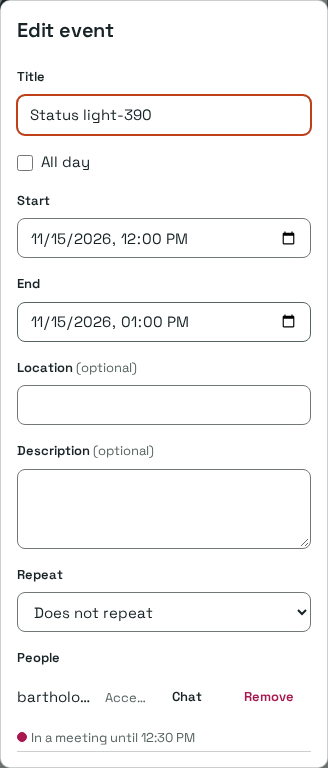 Edit event
Title
Status light-390
All day
Start
11/15/2026, 12:00 PM
End
11/15/2026, 01:00 PM
Location (optional)
Description (optional)
Repeat
Does not repeat
People
bartholo... Acce... Chat Remove
In a meeting until 12:30 PM